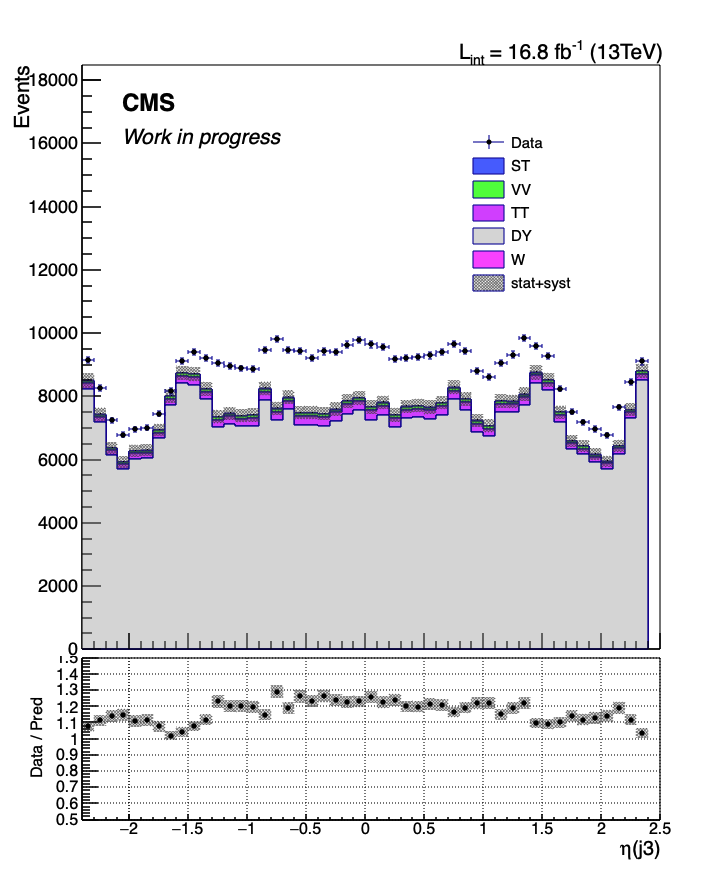 L_int = 16.8 fb⁻¹ (13TeV)
Events
18000
CMS
Work in progress
16000
14000
12000
10000
8000
6000
4000
2000
0
Data
ST
VV
TT
DY
W
stat+syst
Data / Pred
1.5
1.4
1.3
1.2
1.1
1
0.9
0.8
0.7
0.6
0.5
−2 −1.5 −1 −0.5 0 0.5 1 1.5 2 2.5
η(j3)